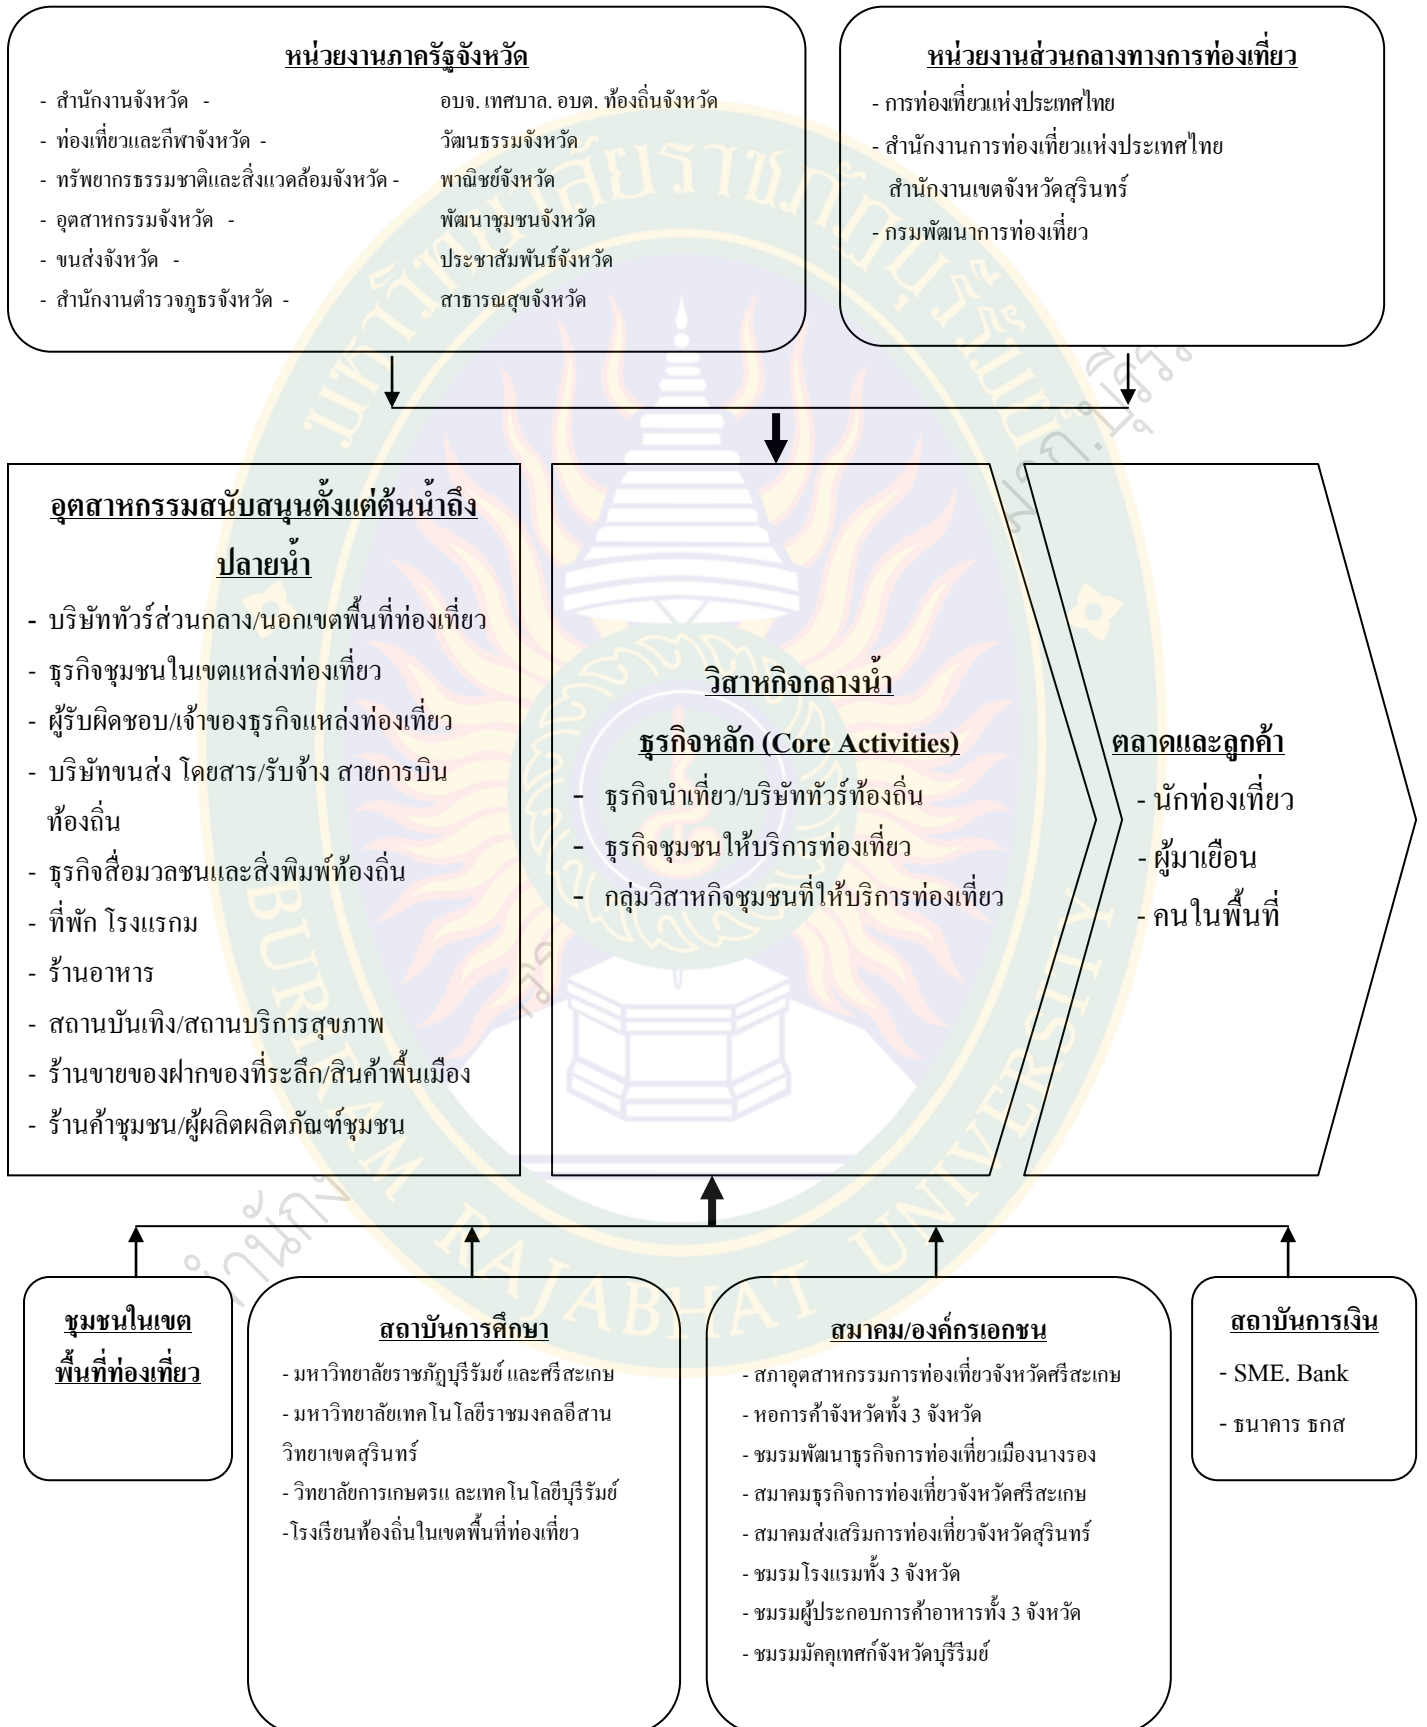 หน่วยงานภาครัฐจังหวัด
- สำนักงานจังหวัด - อบจ. เทศบาล. อบต. ท้องถิ่นจังหวัด
- ท่องเที่ยวและกีฬาจังหวัด - วัฒนธรรมจังหวัด
- ทรัพยากรธรรมชาติและสิ่งแวดล้อมจังหวัด - พาณิชย์จังหวัด
- อุตสาหกรรมจังหวัด - พัฒนาชุมชนจังหวัด
- ขนส่งจังหวัด - ประชาสัมพันธ์จังหวัด
- สำนักงานตำรวจภูธรจังหวัด - สาธารณสุขจังหวัด
หน่วยงานส่วนกลางทางการท่องเที่ยว
- การท่องเที่ยวแห่งประเทศไทย
- สำนักงานการท่องเที่ยวแห่งประเทศไทย
สำนักงานเขตจังหวัดสุรินทร์
- กรมพัฒนาการท่องเที่ยว
อุตสาหกรรมสนับสนุนตั้งแต่ต้นน้ำถึง
ปลายน้ำ
- บริษัททัวร์ส่วนกลาง/นอกเขตพื้นที่ท่องเที่ยว
- ธุรกิจชุมชนในเขตแหล่งท่องเที่ยว
- ผู้รับผิดชอบ/เจ้าของธุรกิจแหล่งท่องเที่ยว
- บริษัทขนส่ง โดยสาร/รับจ้าง สายการบิน
ท้องถิ่น
- ธุรกิจสื่อมวลชนและสิ่งพิมพ์ท้องถิ่น
- ที่พัก โรงแรกม
- ร้านอาหาร
- สถานบันเทิง/สถานบริการสุขภาพ
- ร้านขายของฝากของที่ระลึก/สินค้าพื้นเมือง
- ร้านค้าชุมชน/ผู้ผลิตผลิตภัณฑ์ชุมชน
วิสาหกิจกลางน้ำ
ธุรกิจหลัก (Core Activities)
- ธุรกิจนำเที่ยว/บริษัททัวร์ท้องถิ่น
- ธุรกิจชุมชนให้บริการท่องเที่ยว
- กลุ่มวิสาหกิจชุมชนที่ให้บริการท่องเที่ยว
ตลาดและลูกค้า
- นักท่องเที่ยว
- ผู้มาเยือน
- คนในพื้นที่
ชุมชนในเขต
พื้นที่ท่องเที่ยว
สถาบันการศึกษา
- มหาวิทยาลัยราชภัฏบุรีรัมย์ และศรีสะเกษ
- มหาวิทยาลัยเทคโนโลยีราชมงคลอีสาน
วิทยาเขตสุรินทร์
- วิทยาลัยการเกษตรแ ละเทคโนโลยีบุรีรัมย์
-โรงเรียนท้องถิ่นในเขตพื้นที่ท่องเที่ยว
สมาคม/องค์กรเอกชน
- สภาอุตสาหกรรมการท่องเที่ยวจังหวัดศรีสะเกษ
- หอการค้าจังหวัดทั้ง 3 จังหวัด
- ชมรมพัฒนาธุรกิจการท่องเที่ยวเมืองนางรอง
- สมาคมธุรกิจการท่องเที่ยวจังหวัดศรีสะเกษ
- สมาคมส่งเสริมการท่องเที่ยวจังหวัดสุรินทร์
- ชมรมโรงแรมทั้ง 3 จังหวัด
- ชมรมผู้ประกอบการค้าอาหารทั้ง 3 จังหวัด
- ชมรมมัคคุเทศก์จังหวัดบุรีรีมย์
สถาบันการเงิน
- SME. Bank
- ธนาคาร ธกส
มหาวิทยาลัยราชภัฏบุรีรัมย์
BURIRAM RAJABHAT UNIVERSITY